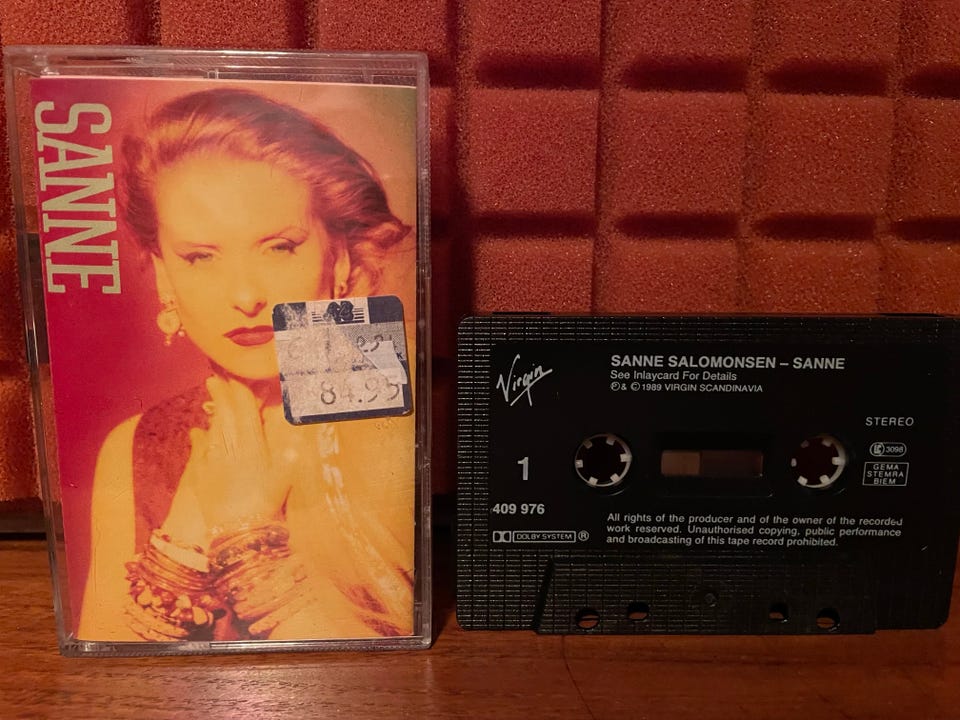 SANNE
84.95
Virgin
SANNE SALOMONSEN – SANNE
See Inlaycard For Details
℗ & © 1989 VIRGIN SCANDINAVIA
STEREO
LC 3098
GEMA
STEMRA
BIEM
1
409 976
DOLBY SYSTEM ®
All rights of the producer and of the owner of the recorded
work reserved. Unauthorised copying, public performance
and broadcasting of this tape record prohibited.